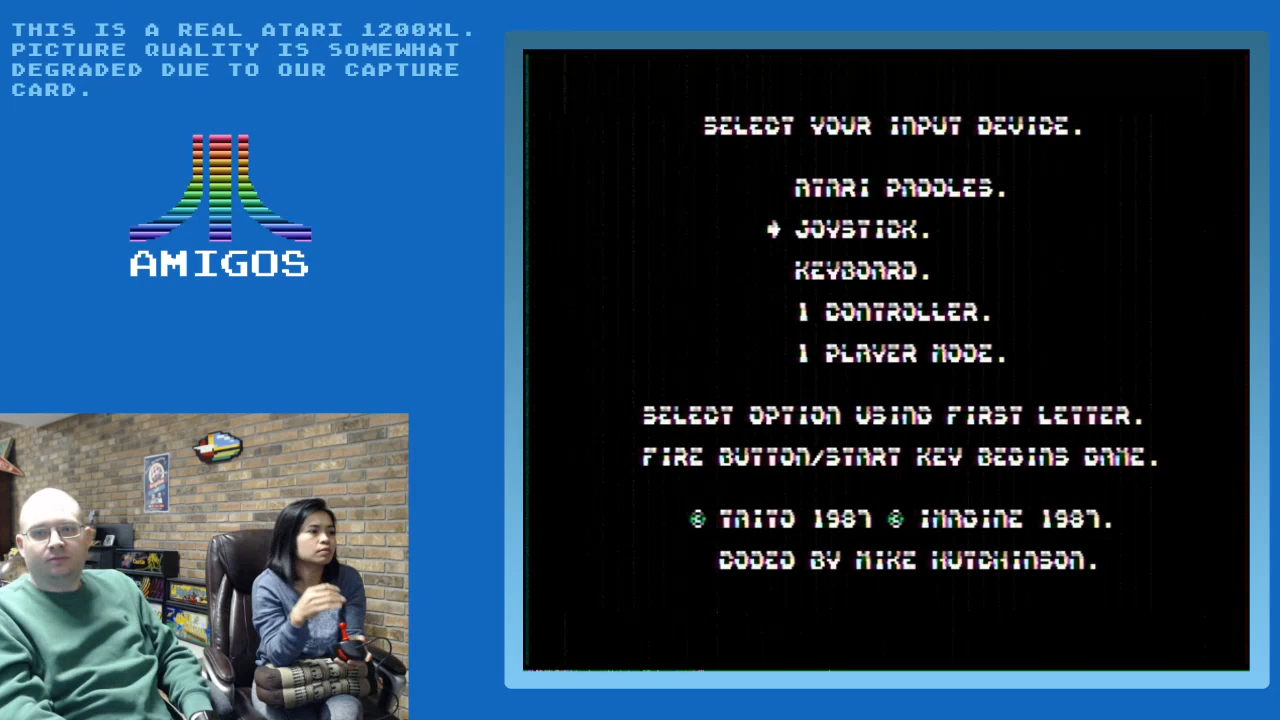 THIS IS A REAL ATARI 1200XL.
PICTURE QUALITY IS SOMEWHAT
DEGRADED DUE TO OUR CAPTURE
CARD.
AMIGOS
SELECT YOUR INPUT DEVICE.
ATARI PADDLES.
JOYSTICK.
KEYBOARD.
1 CONTROLLER.
1 PLAYER MODE.
SELECT OPTION USING FIRST LETTER.
FIRE BUTTON/START KEY BEGINS GAME.
© TAITO 1987 © IMAGINE 1987.
CODED BY MIKE HUTCHINSON.